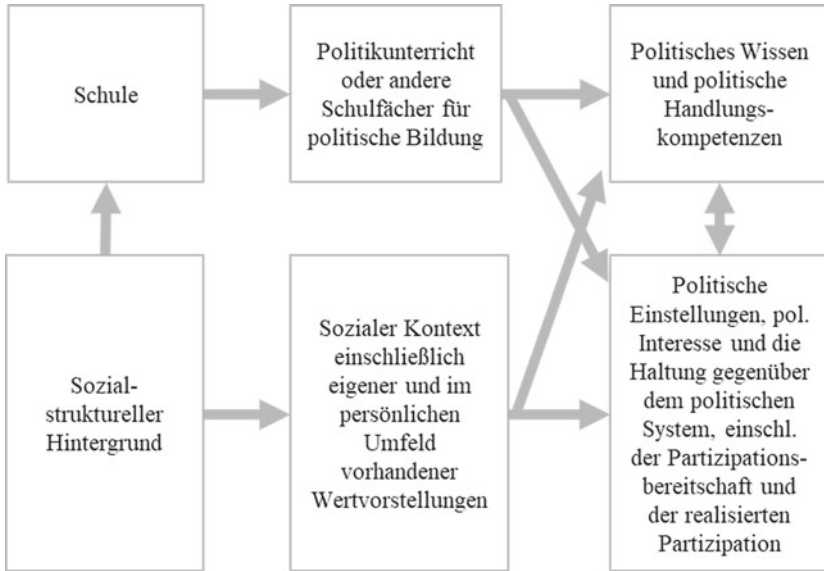 Schule
Politikunterricht
oder andere
Schulfächer für
politische Bildung
Politisches Wissen
und politische
Handlungs-
kompetenzen
Sozial-
struktureller
Hintergrund
Sozialer Kontext
einschließlich
eigener und im
persönlichen
Umfeld
vorhandener
Wertvorstellungen
Politische
Einstellungen, pol.
Interesse und die
Haltung gegenüber
dem politischen
System, einschl.
der Partizipations-
bereitschaft und
der realisierten
Partizipation